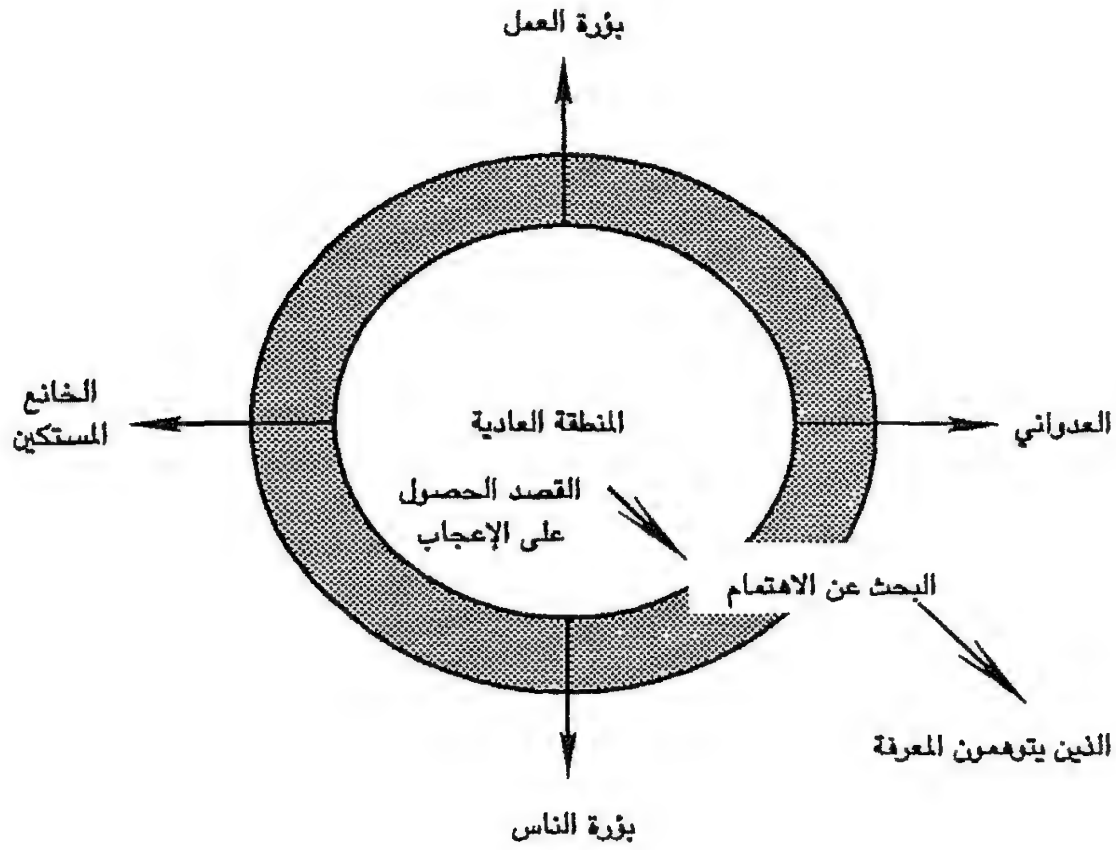 بؤرة العمل
الخانع
المستكين
العدواني
المنطقة العادية
القصد الحصول
على الإعجاب
البحث عن الاهتمام
الذين يتوهمون المعرفة
بؤرة الناس